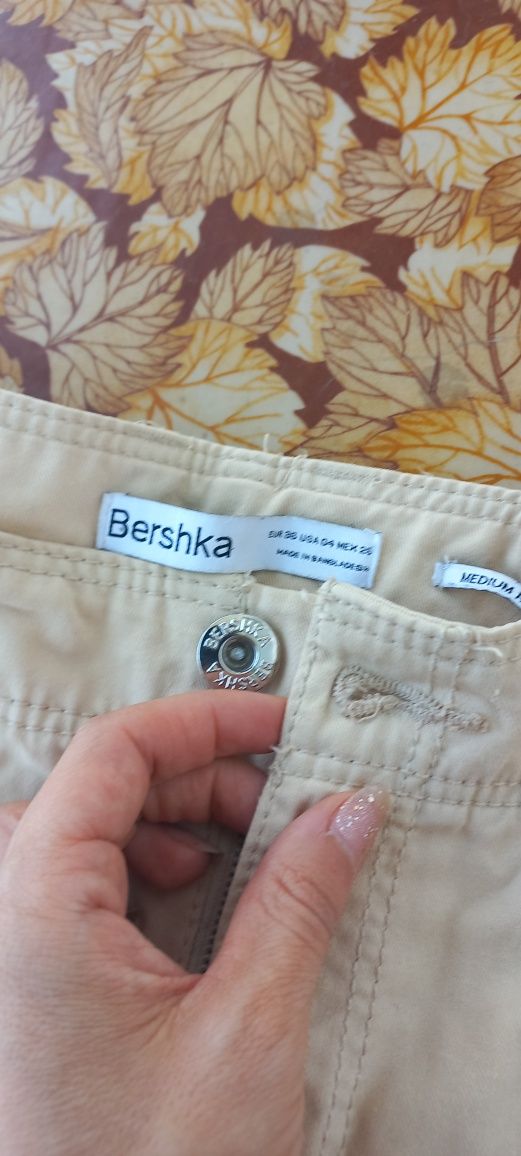 Bershka
EUR 36 USA 04 MEX 26
MADE IN BANGLADESH
MEDIUM
BERSHKA BERSHKA